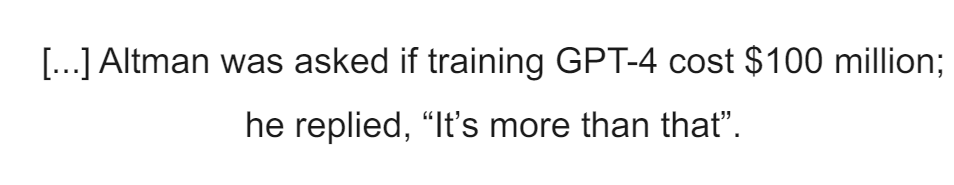 [...] Altman was asked if training GPT-4 cost $100 million;
he replied, “It’s more than that”.